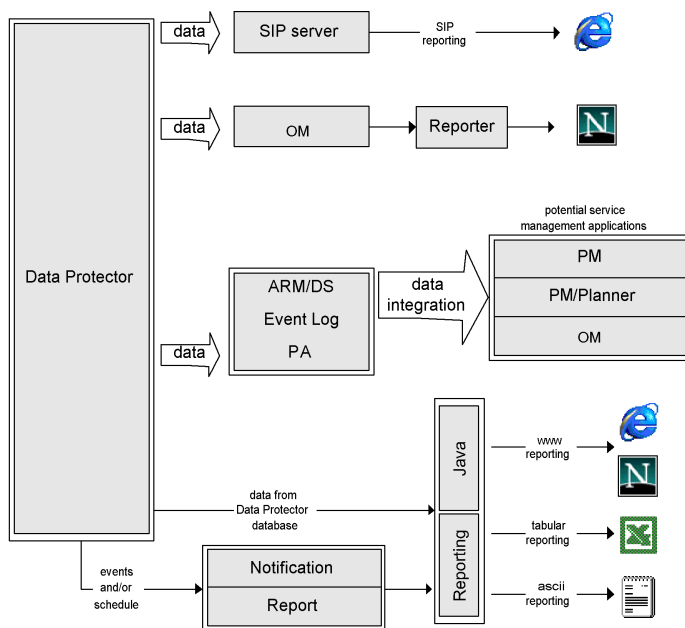 data
SIP server
SIP
reporting
data
OM
Reporter
N
potential service
management applications
Data Protector
ARM/DS
Event Log
PA
data
integration
PM
PM/Planner
OM
data
Java
www
reporting
N
data from
Data Protector
database
Reporting
tabular
reporting
events
and/or
schedule
Notification
Report
ascii
reporting